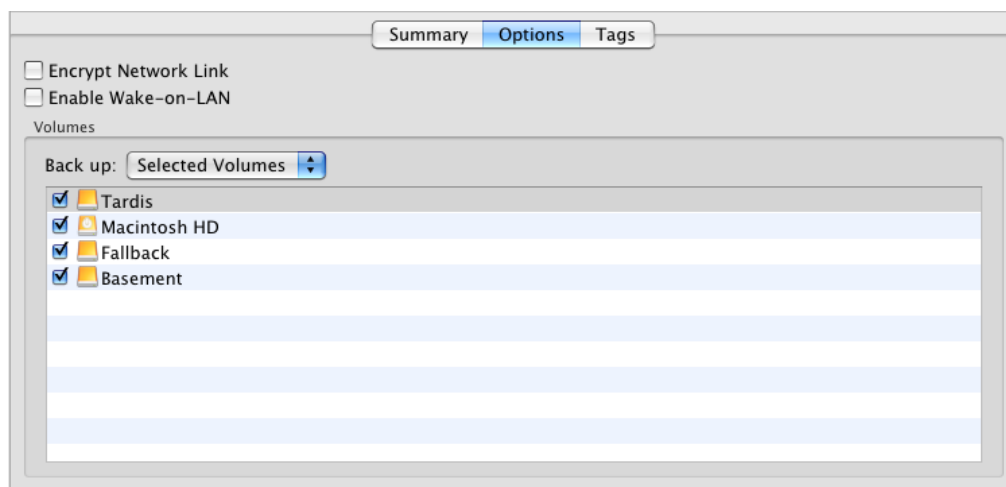 Summary Options Tags
Encrypt Network Link
Enable Wake-on-LAN
Volumes
Back up: Selected Volumes
Tardis
Macintosh HD
Fallback
Basement